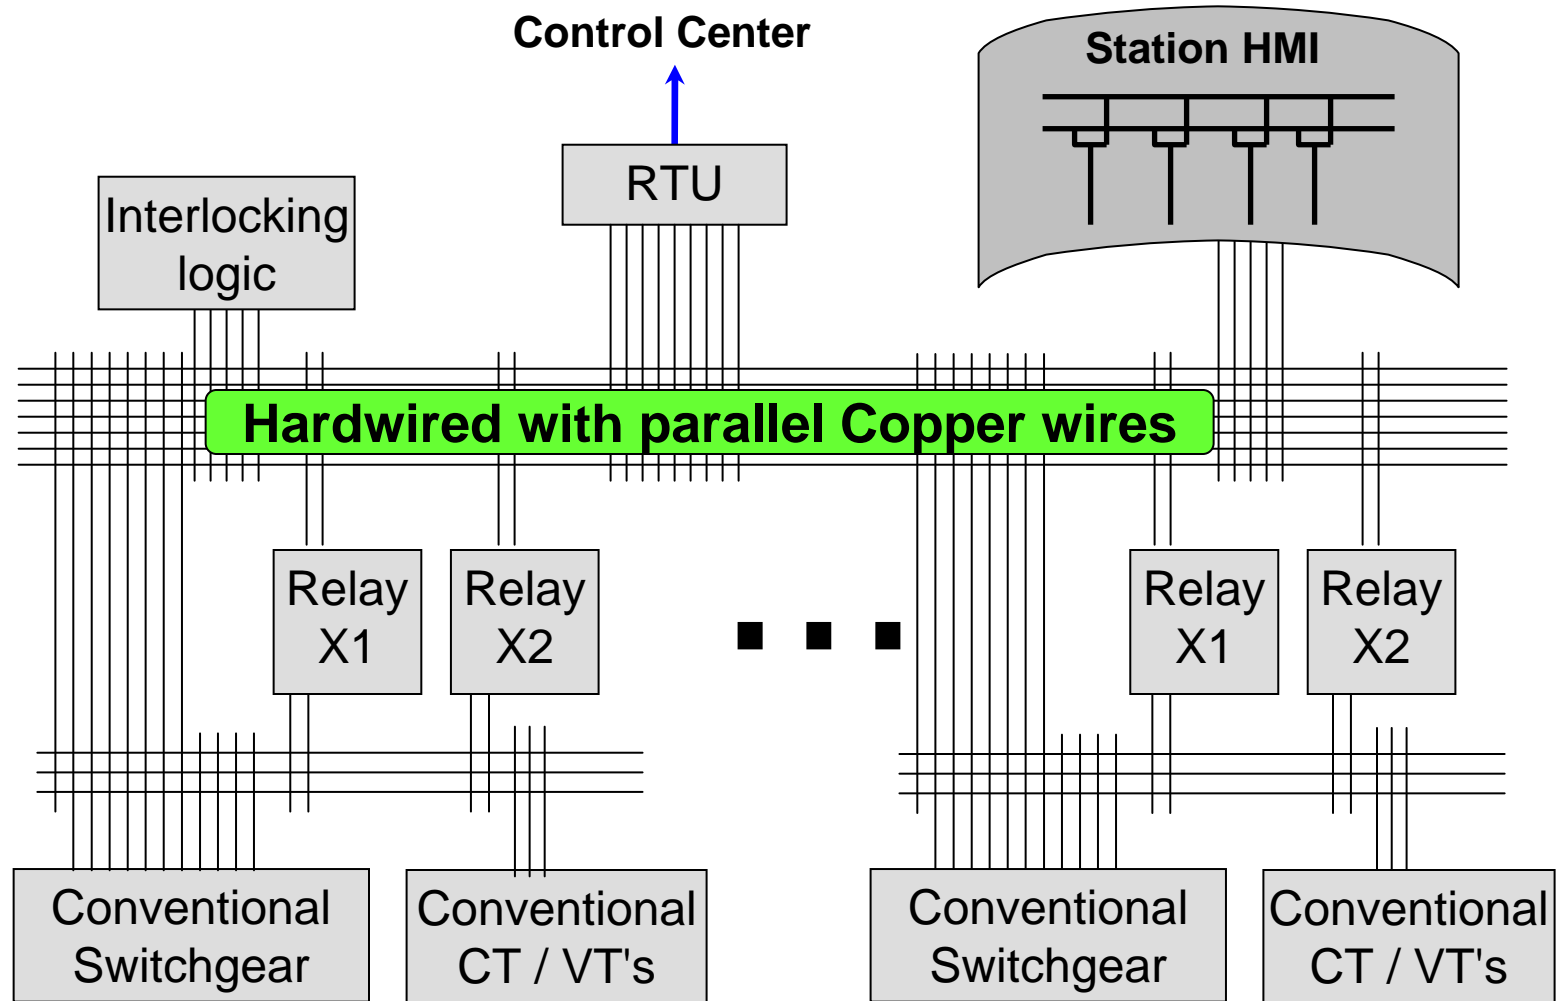 Control Center
Station HMI
RTU
Interlocking
logic
Hardwired with parallel Copper wires
Relay
X1
Relay
X2
Relay
X1
Relay
X2
Conventional
Switchgear
Conventional
CT / VT's
Conventional
Switchgear
Conventional
CT / VT's